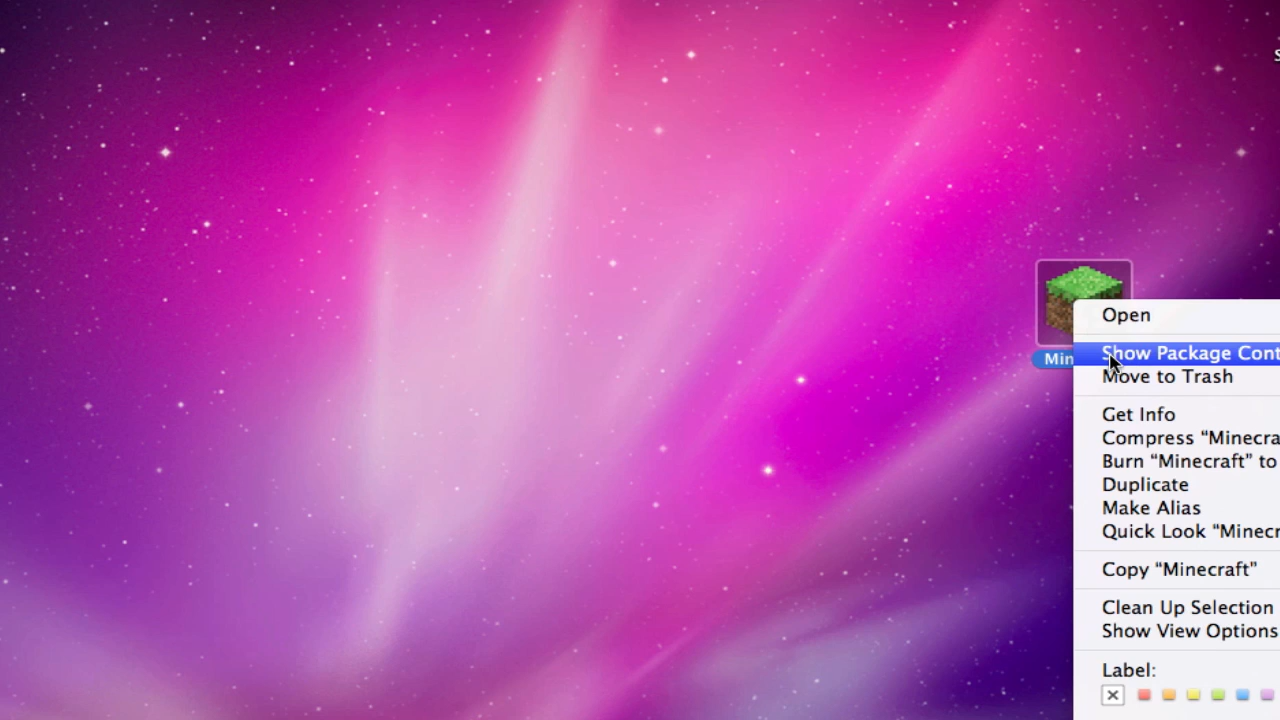 S
Min
Open
Show Package Cont
Move to Trash
Get Info
Compress “Minecra
Burn “Minecraft” to
Duplicate
Make Alias
Quick Look “Minecr
Copy “Minecraft”
Clean Up Selection
Show View Options
Label: